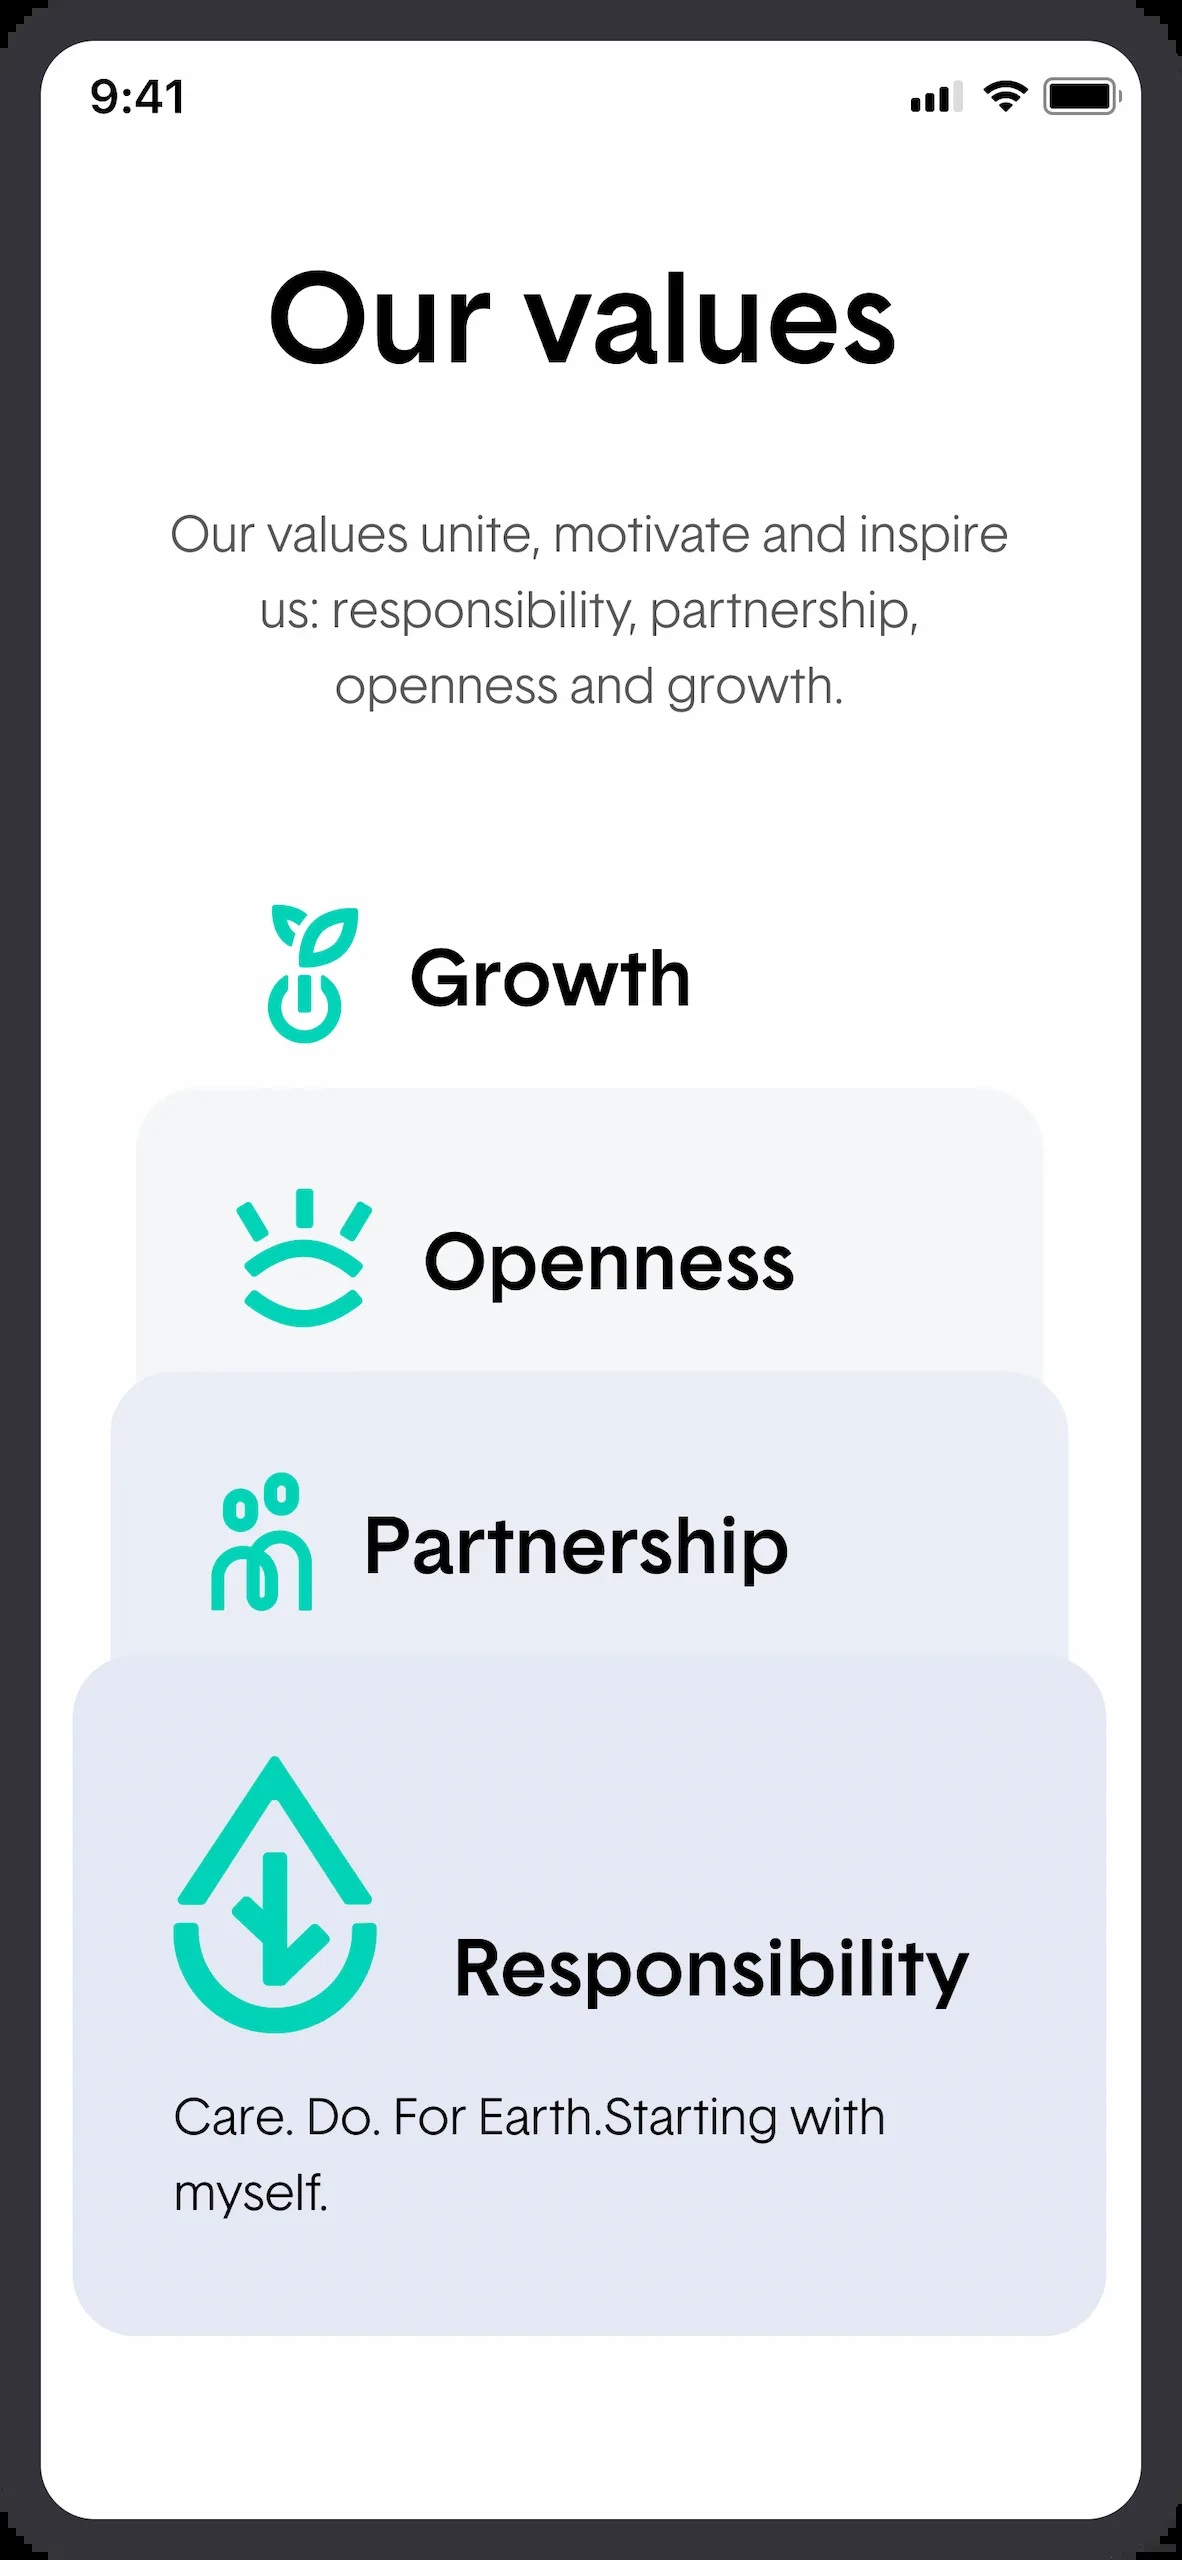 9:41
Our values
Our values unite, motivate and inspire
us: responsibility, partnership,
openness and growth.
Growth
Openness
Partnership
Responsibility
Care. Do. For Earth.Starting with
myself.